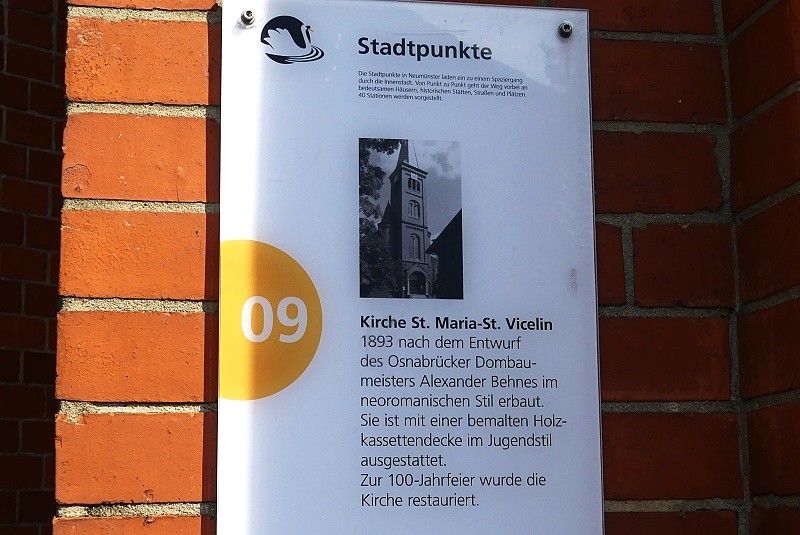 Stadtpunkte
Die Stadtpunkte in Neumünster laden ein zu einem Spaziergang
durch die Innenstadt. Von Punkt zu Punkt geht der Weg vorbei an
bedeutsamen Häusern, historischen Stätten, Straßen und Plätzen.
40 Stationen werden vorgestellt.
09
Kirche St. Maria-St. Vicelin
1893 nach dem Entwurf
des Osnabrücker Dombau-
meisters Alexander Behnes im
neoromanischen Stil erbaut.
Sie ist mit einer bemalten Holz-
kassettendecke im Jugendstil
ausgestattet.
Zur 100-Jahrfeier wurde die
Kirche restauriert.